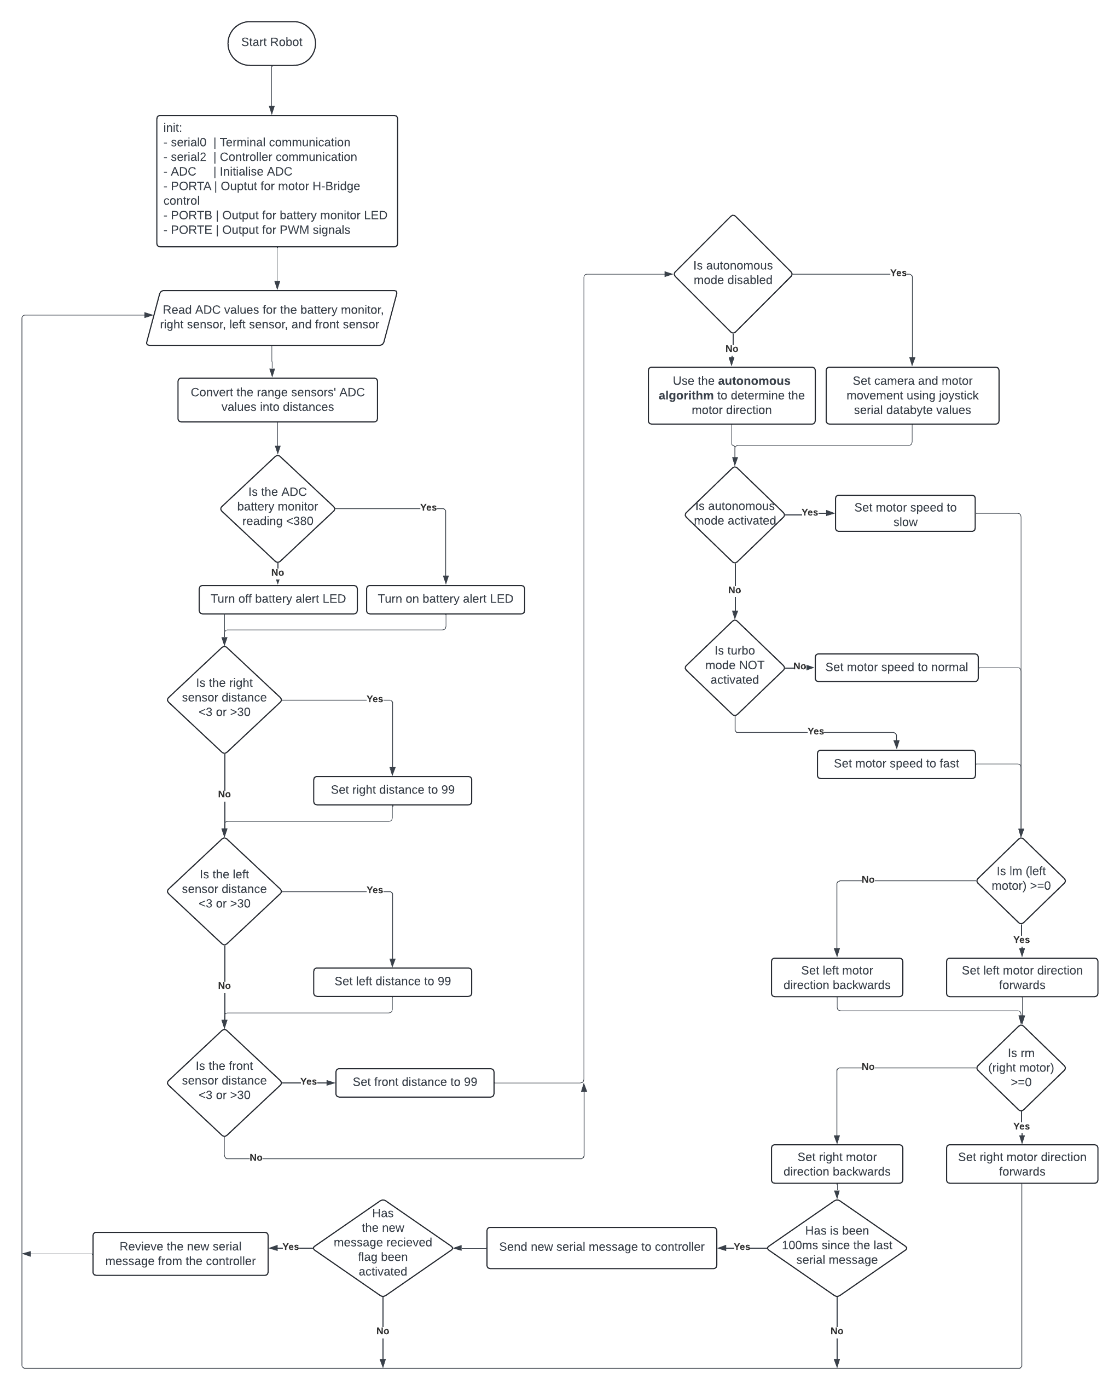 Start Robot
init:
- serial0 | Terminal communication
- serial2 | Controller communication
- ADC | Initialise ADC
- PORTA | Ouptut for motor H-Bridge
control
- PORTB | Output for battery monitor LED
- PORTE | Output for PWM signals
Read ADC values for the battery monitor,
right sensor, left sensor, and front sensor
Convert the range sensors' ADC
values into distances
Is the ADC
battery monitor
reading <380
Yes
No
Turn off battery alert LED
Turn on battery alert LED
Is the right
sensor distance
<3 or >30
Yes
No
Set right distance to 99
Is the left
sensor distance
<3 or >30
Yes
No
Set left distance to 99
Is the front
sensor distance
<3 or >30
Yes
Set front distance to 99
No
Is autonomous
mode disabled
Yes
No
Use the autonomous
algorithm to determine the
motor direction
Set camera and motor
movement using joystick
serial databyte values
Is autonomous
mode activated
Yes
Set motor speed to
slow
No
Is turbo
mode NOT
activated
No
Set motor speed to normal
Yes
Set motor speed to fast
Is lm (left
motor) >=0
No
Yes
Set left motor
direction backwards
Set left motor direction
forwards
Is rm
(right motor)
>=0
No
Yes
Set right motor
direction backwards
Set right motor direction
forwards
Has is been
100ms since the last
serial message
Yes
No
Send new serial message to controller
Has
the new
message recieved
flag been
activated
Yes
No
Revieve the new serial
message from the controller